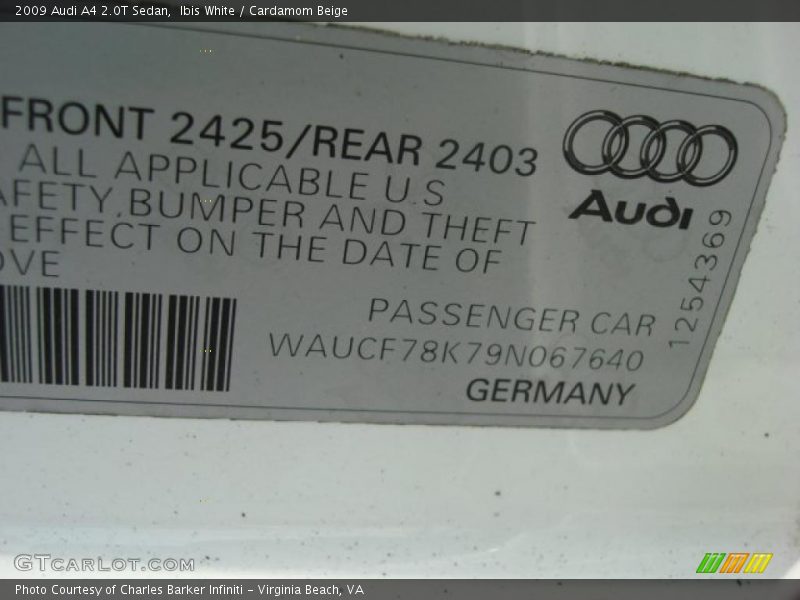 2009 Audi A4 2.0T Sedan,  Ibis White / Cardamom Beige
FRONT 2425/REAR 2403
ALL APPLICABLE U.S
AFETY,BUMPER AND THEFT
EFFECT ON THE DATE OF
OVE
Audi
1254369
PASSENGER CAR
WAUCF78K79N067640
GERMANY
GTcarlot.com
Photo Courtesy of Charles Barker Infiniti - Virginia Beach, VA